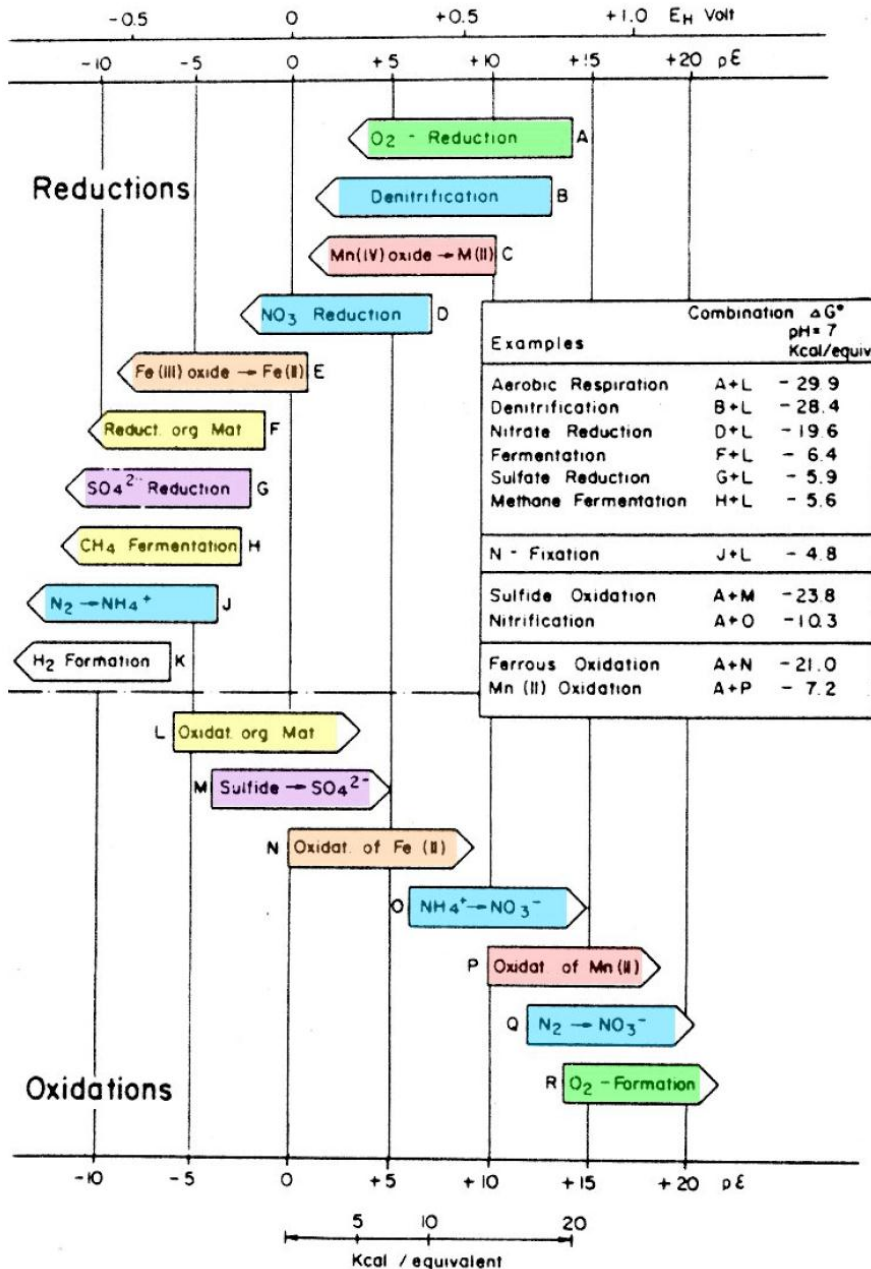 -0.5 0 +0.5 +1.0 EH Volt
-10 -5 0 +5 +10 +15 +20 pε
O2 - Reduction A
Reductions
Denitrification B
Mn(IV) oxide → M(II) C
NO3 Reduction D
Fe(III) oxide → Fe(II) E
Reduct. org Mat F
SO4 2- Reduction G
CH4 Fermentation H
N2 → NH4+ J
H2 Formation K
Combination ΔG°
pH = 7
Examples Kcal/equiv
Aerobic Respiration A+L - 29.9
Denitrification B+L - 28.4
Nitrate Reduction D+L - 19.6
Fermentation F+L - 6.4
Sulfate Reduction G+L - 5.9
Methane Fermentation H+L - 5.6
N - Fixation J+L - 4.8
Sulfide Oxidation A+M -23.8
Nitrification A+O -10.3
Ferrous Oxidation A+N -21.0
Mn (II) Oxidation A+P - 7.2
L Oxidat. org Mat
M Sulfide → SO4 2-
N Oxidat. of Fe (II)
O NH4+ → NO3-
P Oxidat. of Mn(II)
Q N2 → NO3-
R O2 - Formation
Oxidations
-10 -5 0 +5 +10 +15 +20 pε
5 10 20
Kcal / equivalent